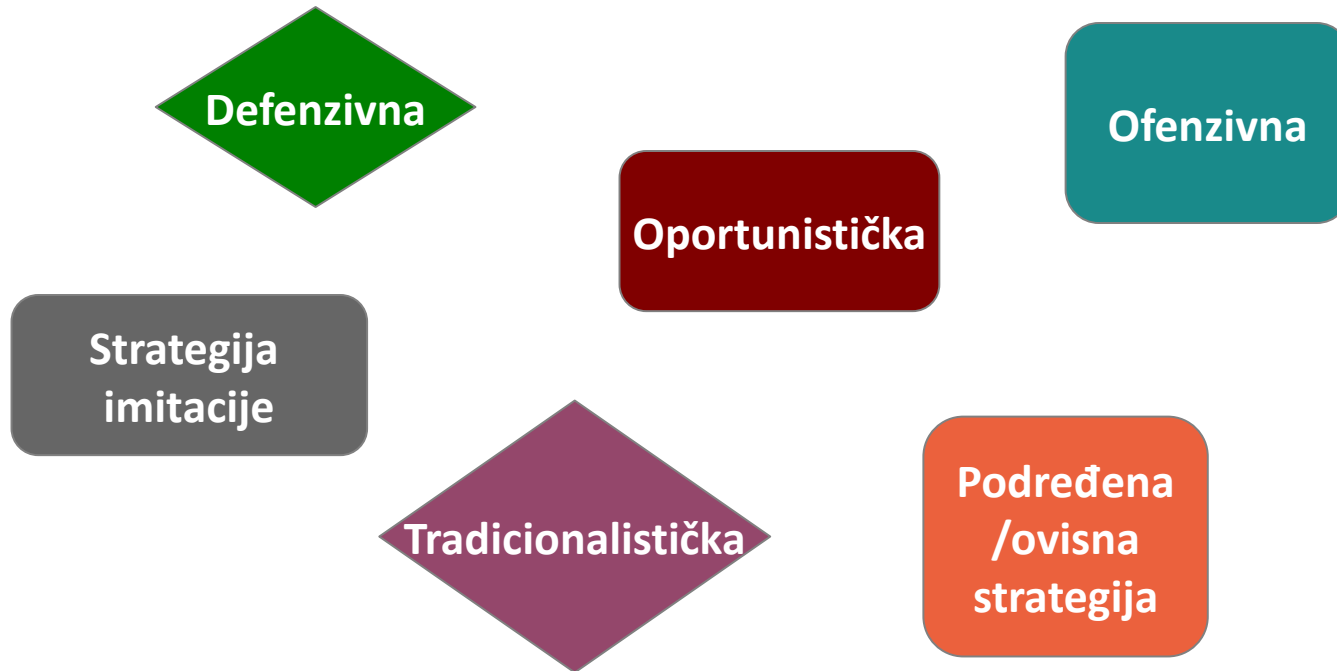 Defenzivna
Ofenzivna
Oportunistička
Strategija
imitacije
Tradicionalistička
Podređena
/ovisna
strategija